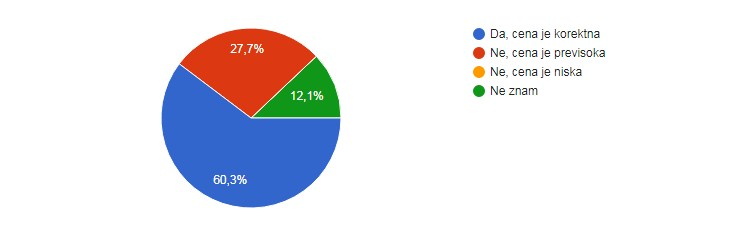 27,7%
12,1%
60,3%
Da, cena je korektna
Ne, cena je previsoka
Ne, cena je niska
Ne znam